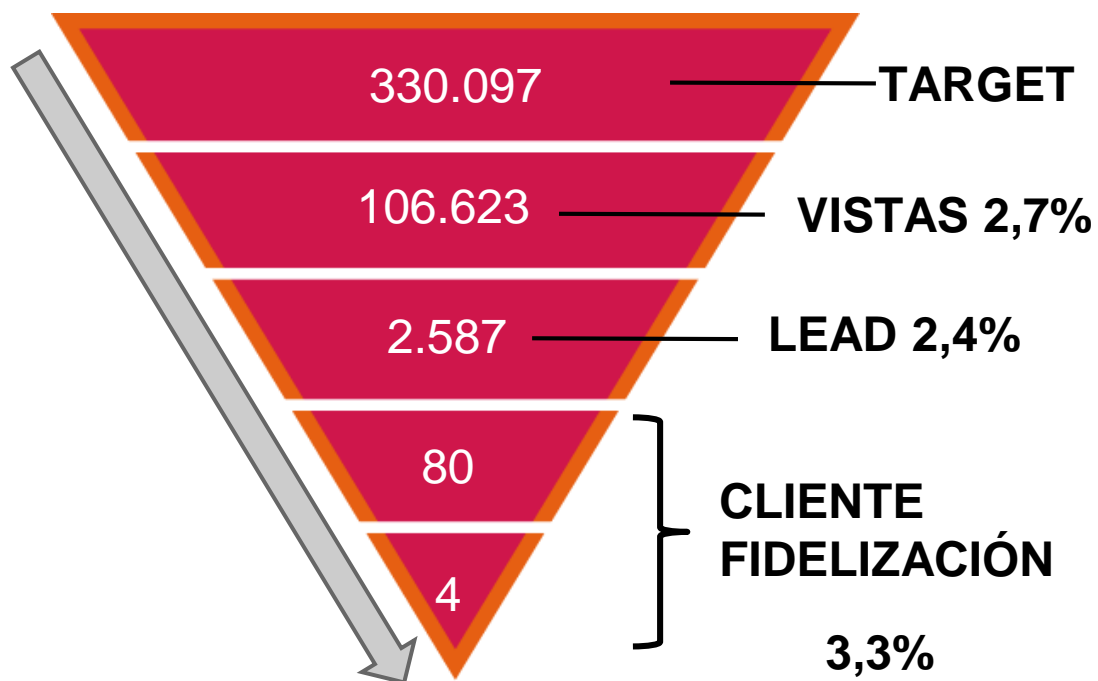 330.097
TARGET
106.623
VISTAS 2,7%
2.587
LEAD 2,4%
80
4
CLIENTE
FIDELIZACIÓN
3,3%